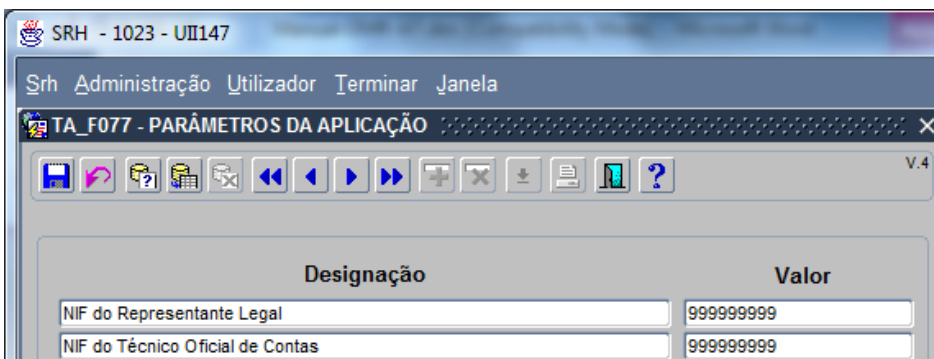 SRH - 1023 - UII147
Srh Administração Utilizador Terminar Janela
TA_F077 - PARÂMETROS DA APLICAÇÃO
V.4
Designação Valor
NIF do Representante Legal 999999999
NIF do Técnico Oficial de Contas 999999999